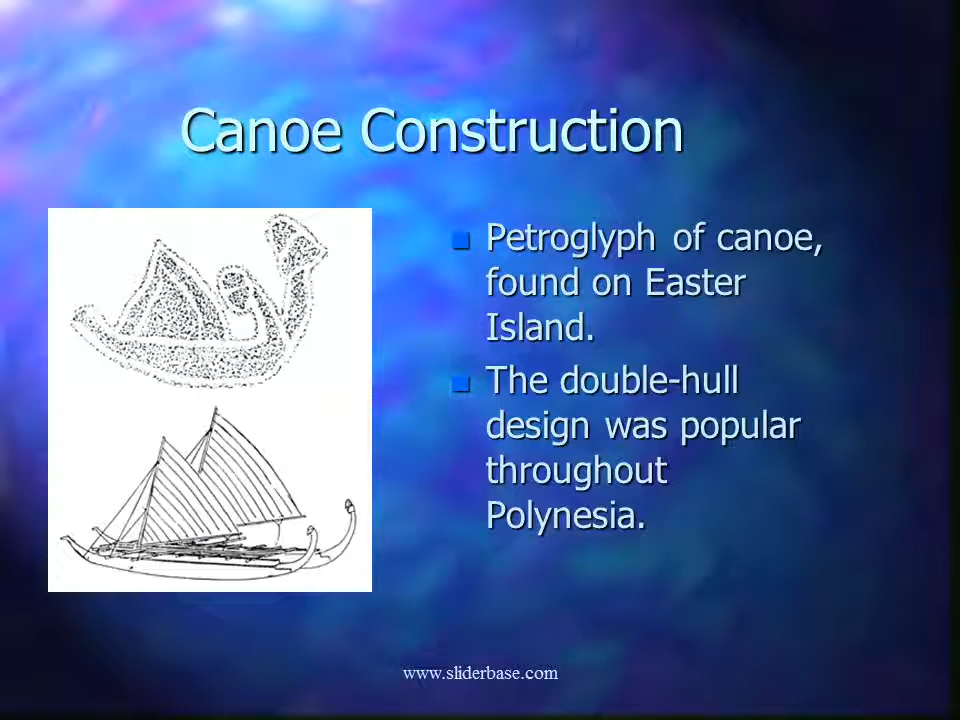 Canoe Construction
Petroglyph of canoe,
found on Easter
Island.
The double-hull
design was popular
throughout
Polynesia.
www.sliderbase.com